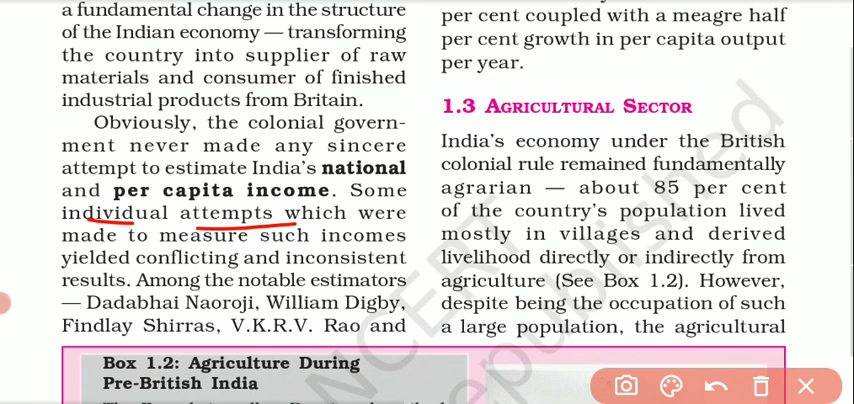 a fundamental change in the structure
of the Indian economy — transforming
the country into supplier of raw
materials and consumer of finished
industrial products from Britain.
Obviously, the colonial govern-
ment never made any sincere
attempt to estimate India's national
and per capita income. Some
individual attempts which were
made to measure such incomes
yielded conflicting and inconsistent
results. Among the notable estimators
— Dadabhai Naoroji, William Digby,
Findlay Shirras, V.K.R.V. Rao and
per cent coupled with a meagre half
per cent growth in per capita output
per year.
1.3 AGRICULTURAL SECTOR
India's economy under the British
colonial rule remained fundamentally
agrarian — about 85 per cent
of the country's population lived
mostly in villages and derived
livelihood directly or indirectly from
agriculture (See Box 1.2). However,
despite being the occupation of such
a large population, the agricultural
Box 1.2: Agriculture During
Pre-British India
NCERT
republished